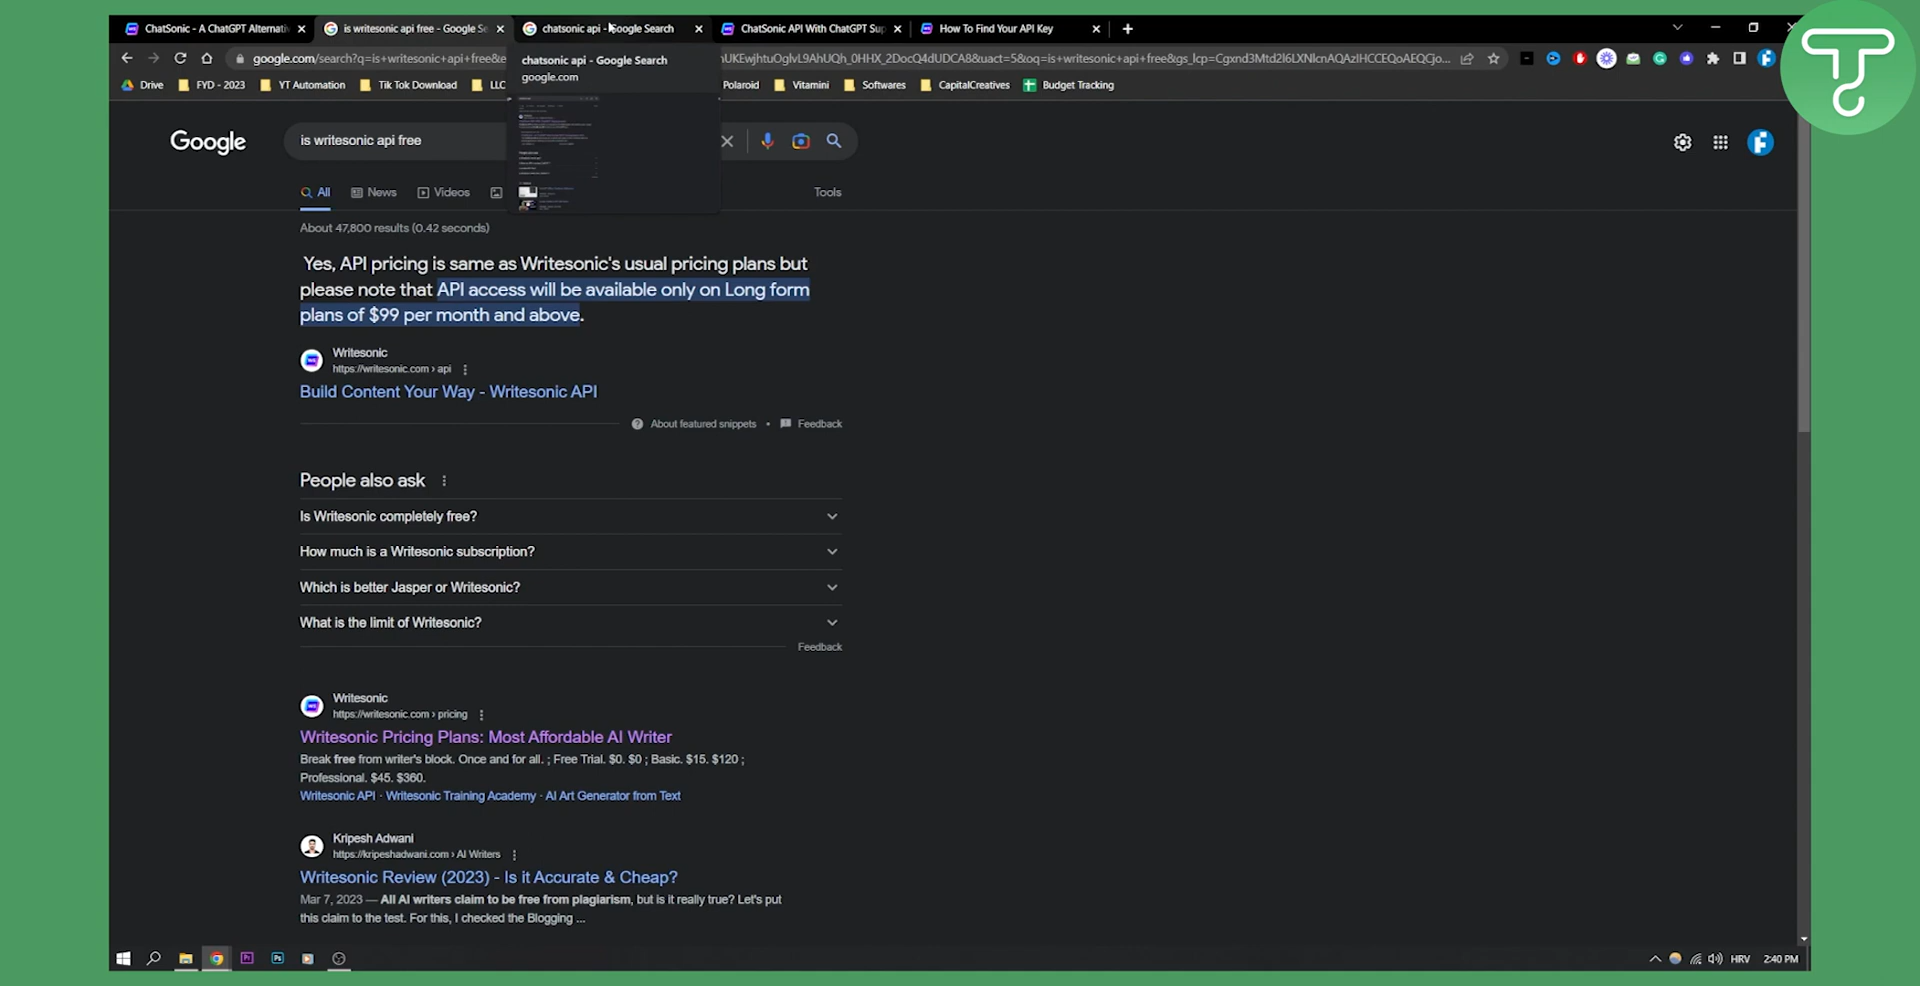 ChatSonic - A ChatGPT Alternativ
is writesonic api free - Google Se
chatsonic api - Google Search
ChatSonic API With ChatGPT Sup
How To Find Your API Key
google.com/search?q=is+writesonic+api+free&e
chatsonic api - Google Search
google.com
Drive
FYD - 2023
YT Automation
Tik Tok Download
LLC
Polaroid
Vitamini
Softwares
CapitalCreatives
Budget Tracking
Google
is writesonic api free
All
News
Videos
Tools
About 47,800 results (0.42 seconds)
Yes, API pricing is same as Writesonic's usual pricing plans but
please note that API access will be available only on Long form
plans of $99 per month and above.
Writesonic
https://writesonic.com › api
Build Content Your Way - Writesonic API
About featured snippets • Feedback
People also ask
Is Writesonic completely free?
How much is a Writesonic subscription?
Which is better Jasper or Writesonic?
What is the limit of Writesonic?
Feedback
Writesonic
https://writesonic.com › pricing
Writesonic Pricing Plans: Most Affordable AI Writer
Break free from writer's block. Once and for all. ; Free Trial. $0. $0 ; Basic. $15. $120 ;
Professional. $45. $360.
Writesonic API · Writesonic Training Academy · AI Art Generator from Text
Kripesh Adwani
https://kripeshadwani.com › AI Writers
Writesonic Review (2023) - Is it Accurate & Cheap?
Mar 7, 2023 — All AI writers claim to be free from plagiarism, but is it really true? Let's put
this claim to the test. For this, I checked the Blogging ...
HRV
2:40 PM